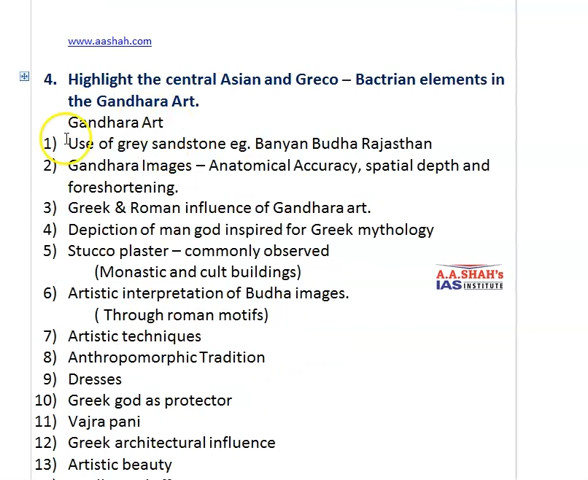 www.aashah.com
4. Highlight the central Asian and Greco – Bactrian elements in
the Gandhara Art.
Gandhara Art
1) Use of grey sandstone eg. Banyan Budha Rajasthan
2) Gandhara Images – Anatomical Accuracy, spatial depth and
foreshortening.
3) Greek & Roman influence of Gandhara art.
4) Depiction of man god inspired for Greek mythology
5) Stucco plaster – commonly observed
(Monastic and cult buildings)
A.A.SHAH's
IAS INSTITUTE
6) Artistic interpretation of Budha images.
( Through roman motifs)
7) Artistic techniques
8) Anthropomorphic Tradition
9) Dresses
10) Greek god as protector
11) Vajra pani
12) Greek architectural influence
13) Artistic beauty